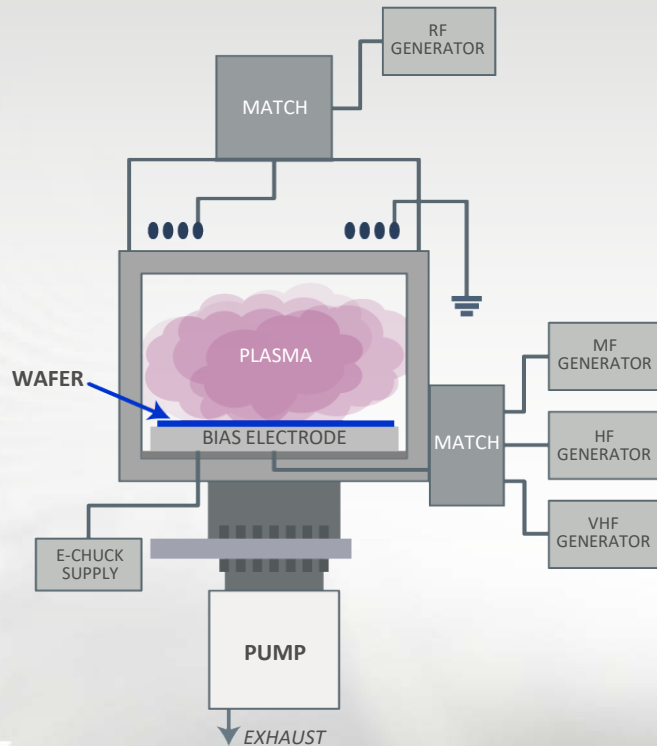 RF
GENERATOR
MATCH
PLASMA
WAFER
BIAS ELECTRODE
MATCH
MF
GENERATOR
HF
GENERATOR
VHF
GENERATOR
E-CHUCK
SUPPLY
PUMP
EXHAUST